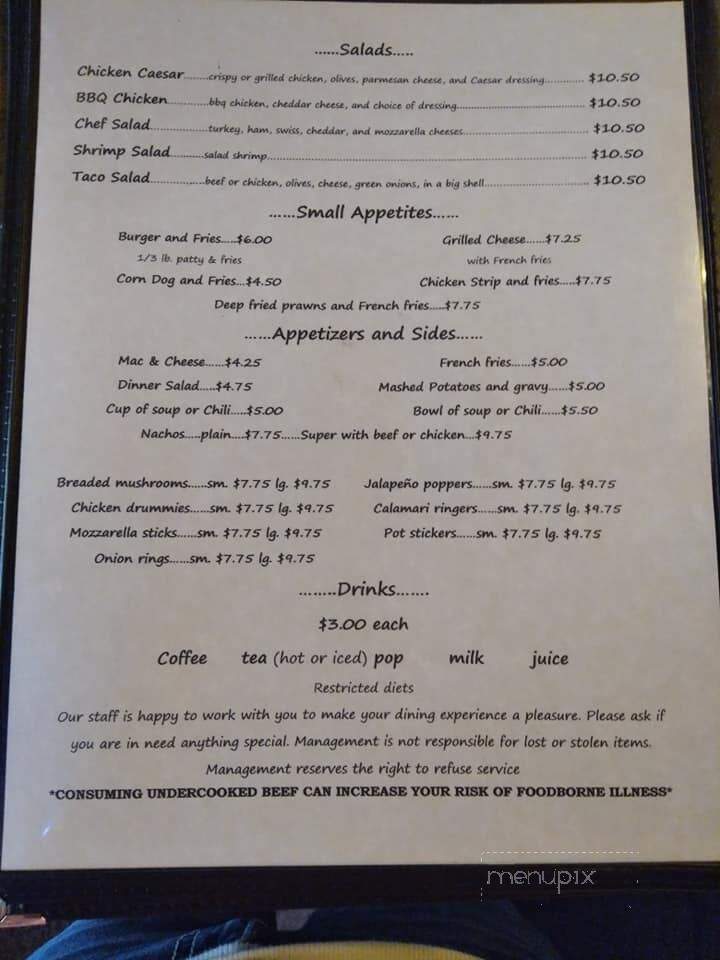 ......Salads.....
Chicken Caesar........crispy or grilled chicken, olives, parmesan cheese, and Caesar dressing............ $10.50
BBQ Chicken.............bbq chicken, cheddar cheese, and choice of dressing....................................... $10.50
Chef Salad..................turkey, ham, swiss, cheddar, and mozzarella cheeses...................................... $10.50
Shrimp Salad...........salad shrimp................................................................................................ $10.50
Taco Salad..................beef or chicken, olives, cheese, green onions, in a big shell................................ $10.50
......Small Appetites......
Burger and Fries.....$6.00 Grilled Cheese......$7.25
1/3 lb. patty & fries with French fries
Corn Dog and Fries...$4.50 Chicken Strip and fries.....$7.75
Deep fried prawns and French fries.....$7.75
......Appetizers and Sides......
Mac & Cheese......$4.25 French fries......$5.00
Dinner Salad.....$4.75 Mashed Potatoes and gravy......$5.00
Cup of soup or Chili.....$5.00 Bowl of soup or Chili......$5.50
Nachos.....plain....$7.75.....Super with beef or chicken...$9.75
Breaded mushrooms......sm. $7.75 lg. $9.75 Jalapeño poppers......sm. $7.75 lg. $9.75
Chicken drummies......sm. $7.75 lg. $9.75 Calamari ringers......sm. $7.75 lg. $9.75
Mozzarella sticks......sm. $7.75 lg. $9.75 Pot stickers......sm. $7.75 lg. $9.75
Onion rings......sm. $7.75 lg. $9.75
........Drinks.......
$3.00 each
Coffee tea (hot or iced) pop milk juice
Restricted diets
Our staff is happy to work with you to make your dining experience a pleasure. Please ask if
you are in need anything special. Management is not responsible for lost or stolen items.
Management reserves the right to refuse service
*CONSUMING UNDERCOOKED BEEF CAN INCREASE YOUR RISK OF FOODBORNE ILLNESS*
menupix